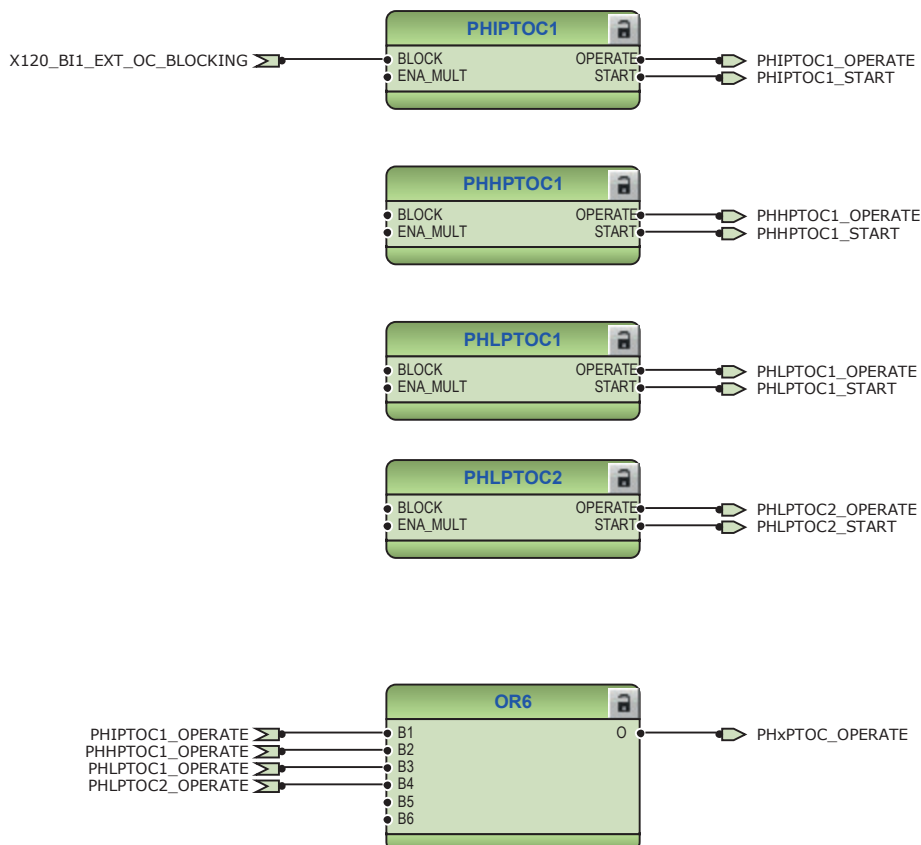 PHIPTOC1
X120_BI1_EXT_OC_BLOCKING BLOCK OPERATE PHIPTOC1_OPERATE
ENA_MULT START PHIPTOC1_START
PHHPTOC1
BLOCK OPERATE PHHPTOC1_OPERATE
ENA_MULT START PHHPTOC1_START
PHLPTOC1
BLOCK OPERATE PHLPTOC1_OPERATE
ENA_MULT START PHLPTOC1_START
PHLPTOC2
BLOCK OPERATE PHLPTOC2_OPERATE
ENA_MULT START PHLPTOC2_START
OR6
PHIPTOC1_OPERATE B1 O PHxPTOC_OPERATE
PHHPTOC1_OPERATE B2
PHLPTOC1_OPERATE B3
PHLPTOC2_OPERATE B4
B5
B6